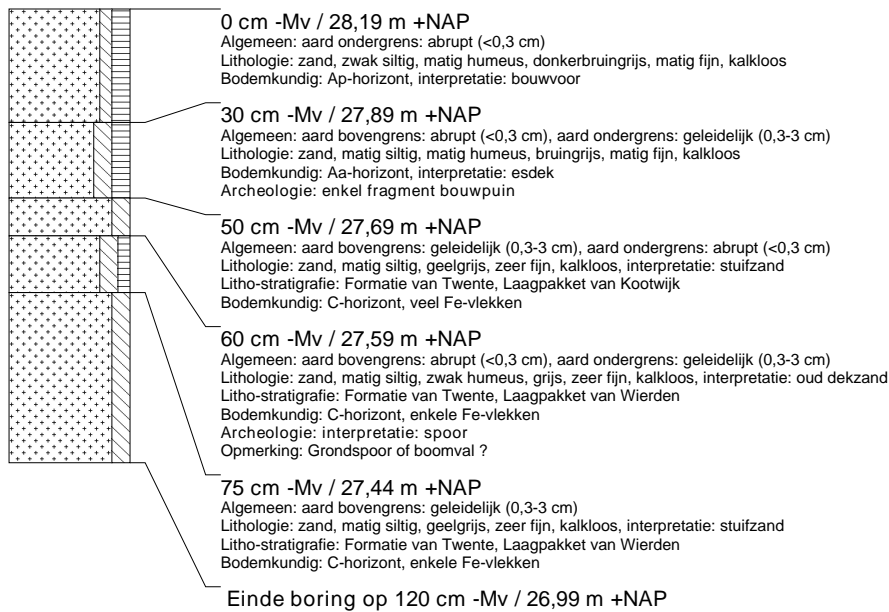 0 cm -Mv / 28,19 m +NAP
Algemeen: aard ondergrens: abrupt (<0,3 cm)
Lithologie: zand, zwak siltig, matig humeus, donkerbruingrijs, matig fijn, kalkloos
Bodemkundig: Ap-horizont, interpretatie: bouwvoor
30 cm -Mv / 27,89 m +NAP
Algemeen: aard bovengrens: abrupt (<0,3 cm), aard ondergrens: geleidelijk (0,3-3 cm)
Lithologie: zand, matig siltig, matig humeus, bruingrijs, matig fijn, kalkloos
Bodemkundig: Aa-horizont, interpretatie: esdek
Archeologie: enkel fragment bouwpuin
50 cm -Mv / 27,69 m +NAP
Algemeen: aard bovengrens: geleidelijk (0,3-3 cm), aard ondergrens: abrupt (<0,3 cm)
Lithologie: zand, matig siltig, geelgrijs, zeer fijn, kalkloos, interpretatie: stuifzand
Litho-stratigrafie: Formatie van Twente, Laagpakket van Kootwijk
Bodemkundig: C-horizont, veel Fe-vlekken
60 cm -Mv / 27,59 m +NAP
Algemeen: aard bovengrens: abrupt (<0,3 cm), aard ondergrens: geleidelijk (0,3-3 cm)
Lithologie: zand, matig siltig, zwak humeus, grijs, zeer fijn, kalkloos, interpretatie: oud dekzand
Litho-stratigrafie: Formatie van Twente, Laagpakket van Wierden
Bodemkundig: C-horizont, enkele Fe-vlekken
Archeologie: interpretatie: spoor
Opmerking: Grondspoor of boomval ?
75 cm -Mv / 27,44 m +NAP
Algemeen: aard bovengrens: geleidelijk (0,3-3 cm)
Lithologie: zand, matig siltig, geelgrijs, zeer fijn, kalkloos, interpretatie: stuifzand
Litho-stratigrafie: Formatie van Twente, Laagpakket van Wierden
Bodemkundig: C-horizont, enkele Fe-vlekken
Einde boring op 120 cm -Mv / 26,99 m +NAP